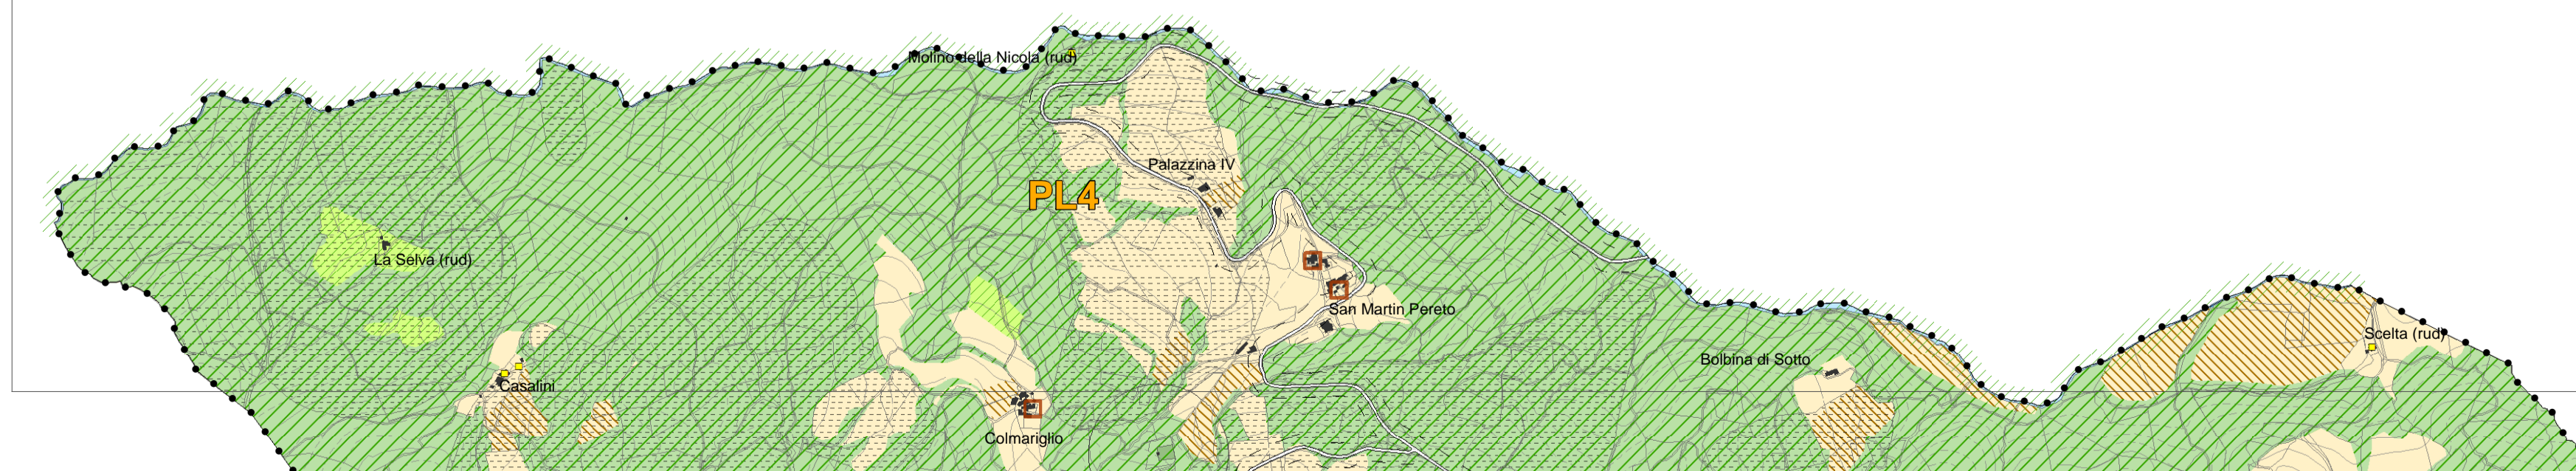 Molino della Nicola (rud)
Palazzina IV
PL4
La Selva (rud)
San Martin Pereto
Scelta (rud)
Bolbina di Sotto
Casalini
Colmariglio